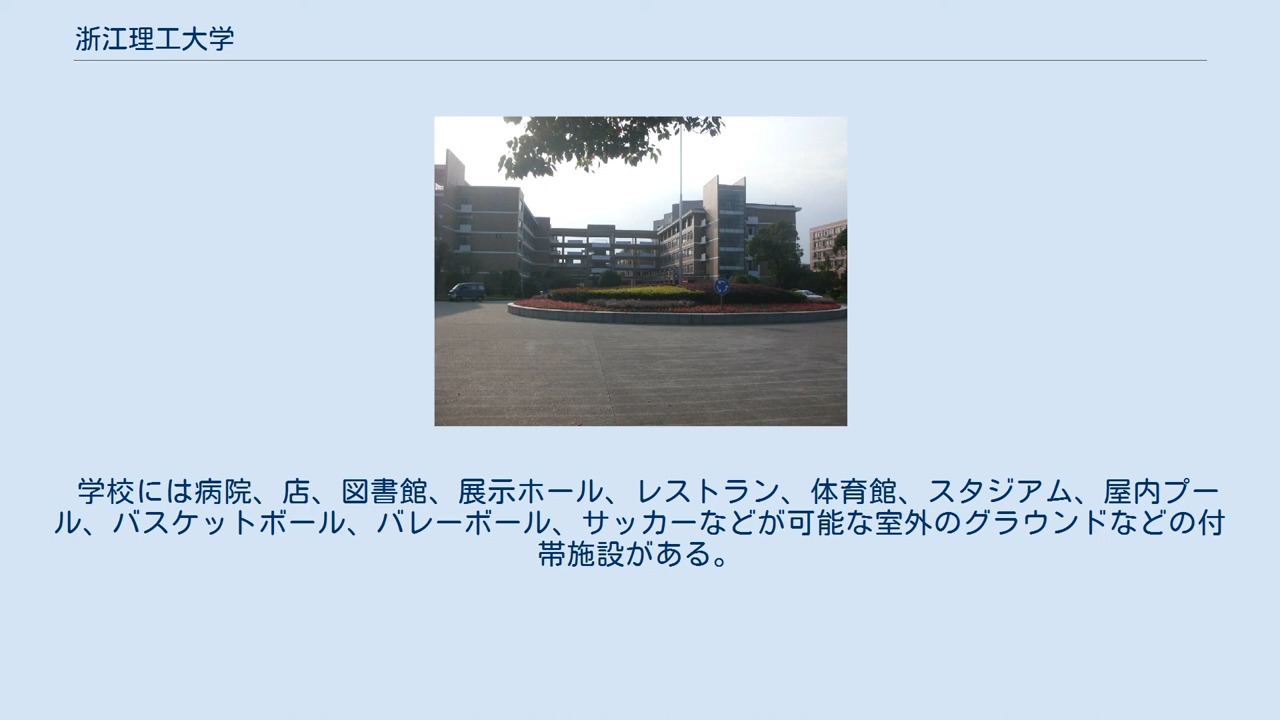 浙江理工大学
学校には病院、店、図書館、展示ホール、レストラン、体育館、スタジアム、屋内プー
ル、バスケットボール、バレーボール、サッカーなどが可能な室外のグラウンドなどの付
帯施設がある。